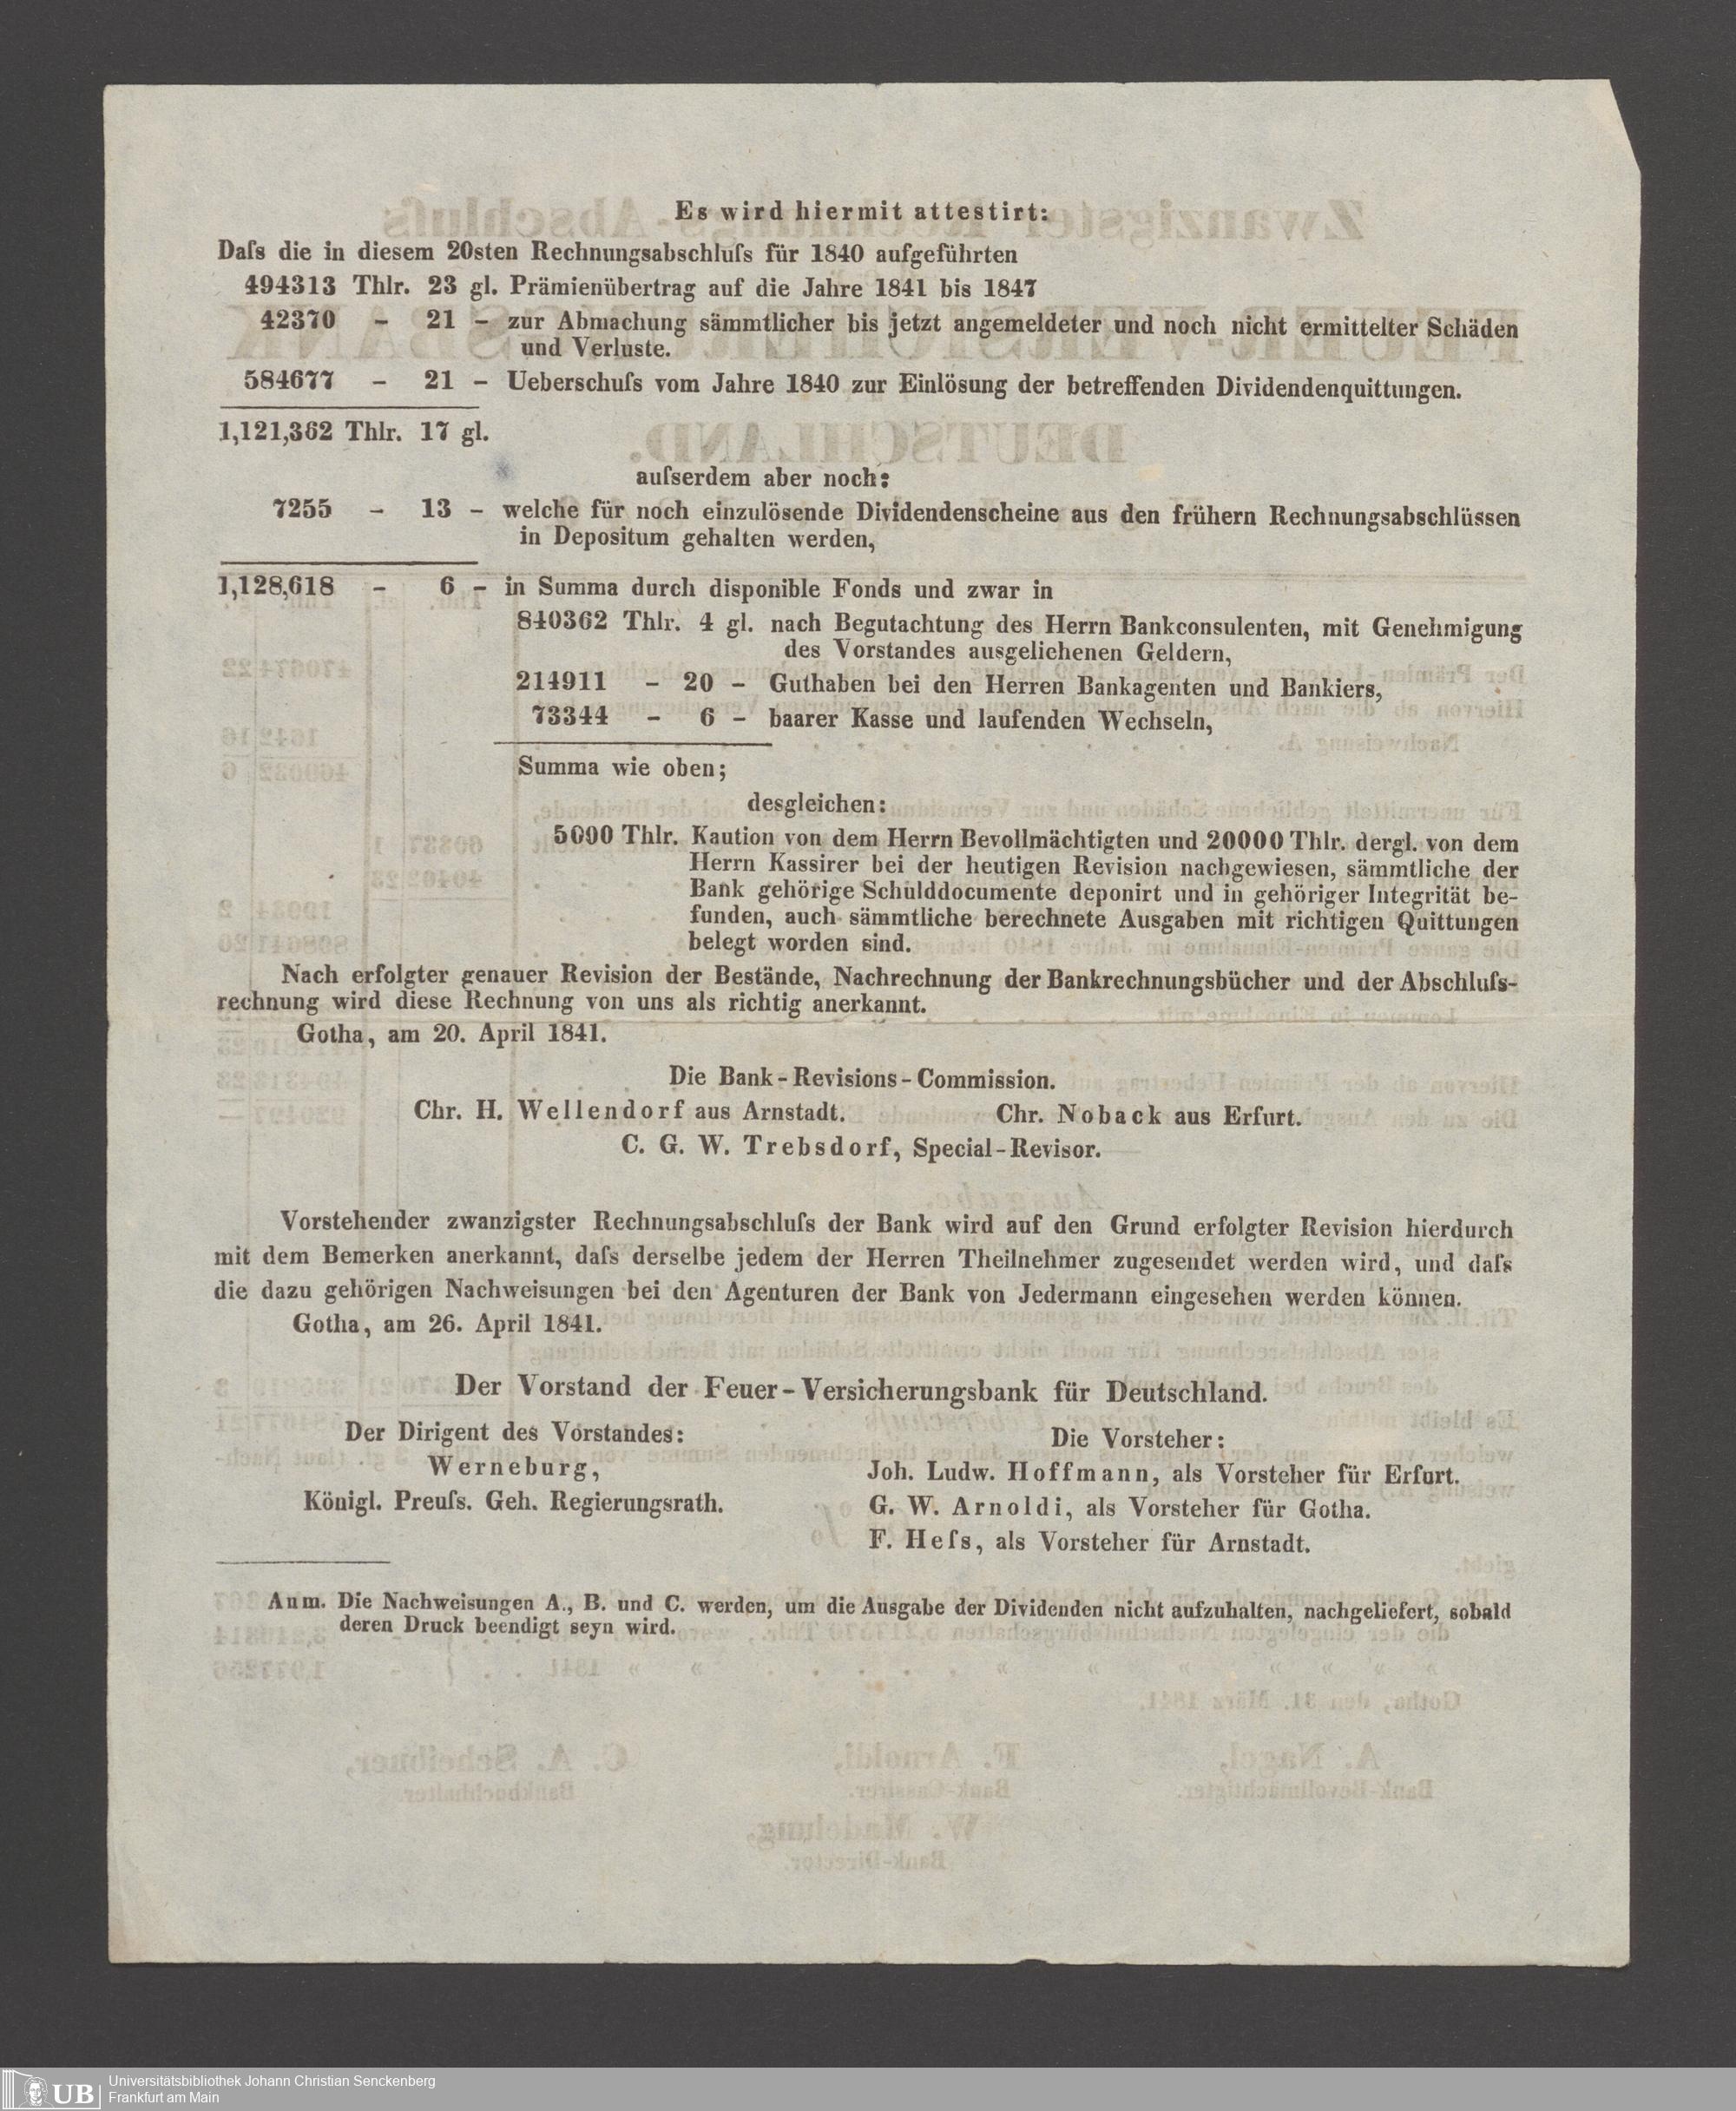 Es wird hiermit attestirt:
Daſs die in diesem 20sten Rechnungsabschluſs für 1840 aufgeführten
494313 Thlr. 23 gl. Prämienübertrag auf die Jahre 1841 bis 1847
42370 – 21 – zur Abmachung sämmtlicher bis jetzt angemeldeter und noch nicht ermittelter Schäden
und Verluste.
584677 – 21 – Ueberschuſs vom Jahre 1840 zur Einlösung der betreffenden Dividendenquittungen.
1,121,362 Thlr. 17 gl.
auſserdem aber noch:
7255 – 13 – welche für noch einzulösende Dividendenscheine aus den frühern Rechnungsabschlüssen
in Depositum gehalten werden,
1,128,618 – 6 – in Summa durch disponible Fonds und zwar in
840362 Thlr. 4 gl. nach Begutachtung des Herrn Bankconsulenten, mit Genehmigung
des Vorstandes ausgeliehenen Geldern,
214911 – 20 – Guthaben bei den Herren Bankagenten und Bankiers,
73344 – 6 – baarer Kasse und laufenden Wechseln,
Summa wie oben;
desgleichen:
5000 Thlr. Kaution von dem Herrn Bevollmächtigten und 20000 Thlr. dergl. von dem
Herrn Kassirer bei der heutigen Revision nachgewiesen, sämmtliche der
Bank gehörige Schulddocumente deponirt und in gehöriger Integrität be-
funden, auch sämmtliche berechnete Ausgaben mit richtigen Quittungen
belegt worden sind.
Nach erfolgter genauer Revision der Bestände, Nachrechnung der Bankrechnungsbücher und der Abschluſs-
rechnung wird diese Rechnung von uns als richtig anerkannt.
Gotha, am 20. April 1841.
Die Bank-Revisions-Commission.
Chr. H. Wellendorf aus Arnstadt. Chr. Noback aus Erfurt.
C. G. W. Trebsdorf, Special-Revisor.
Vorstehender zwanzigster Rechnungsabschluſs der Bank wird auf den Grund erfolgter Revision hierdurch
mit dem Bemerken anerkannt, daſs derselbe jedem der Herren Theilnehmer zugesendet werden wird, und daſs
die dazu gehörigen Nachweisungen bei den Agenturen der Bank von Jedermann eingesehen werden können.
Gotha, am 26. April 1841.
Der Vorstand der Feuer-Versicherungsbank für Deutschland.
Der Dirigent des Vorstandes:
Werneburg,
Königl. Preuſs. Geh. Regierungsrath.
Die Vorsteher:
Joh. Ludw. Hoffmann, als Vorsteher für Erfurt.
G. W. Arnoldi, als Vorsteher für Gotha.
F. Heſs, als Vorsteher für Arnstadt.
Anm. Die Nachweisungen A., B. und C. werden, um die Ausgabe der Dividenden nicht aufzuhalten, nachgeliefert, sobald
deren Druck beendigt seyn wird.
UB
Universitätsbibliothek Johann Christian Senckenberg
Frankfurt am Main